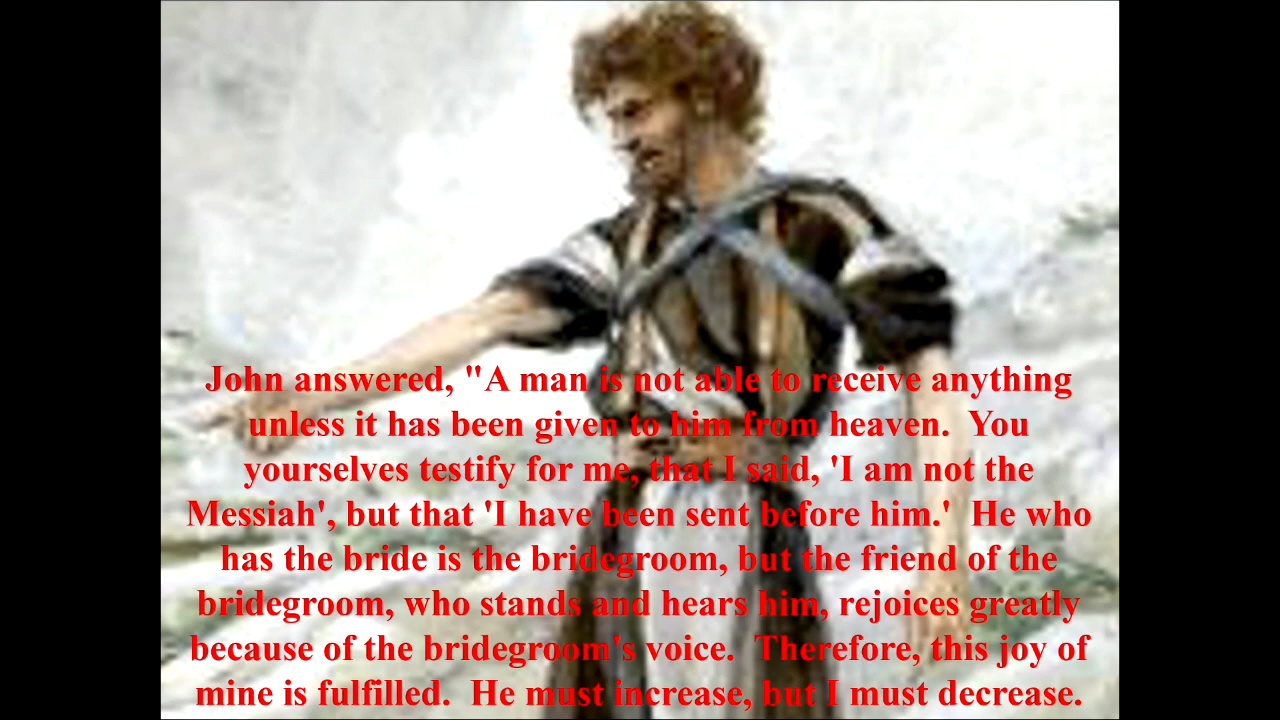 John answered, "A man is not able to receive anything
unless it has been given to him from heaven.  You
yourselves testify for me, that I said, 'I am not the
Messiah', but that 'I have been sent before him.'  He who
has the bride is the bridegroom, but the friend of the
bridegroom, who stands and hears him, rejoices greatly
because of the bridegroom's voice.  Therefore, this joy of
mine is fulfilled.  He must increase, but I must decrease.